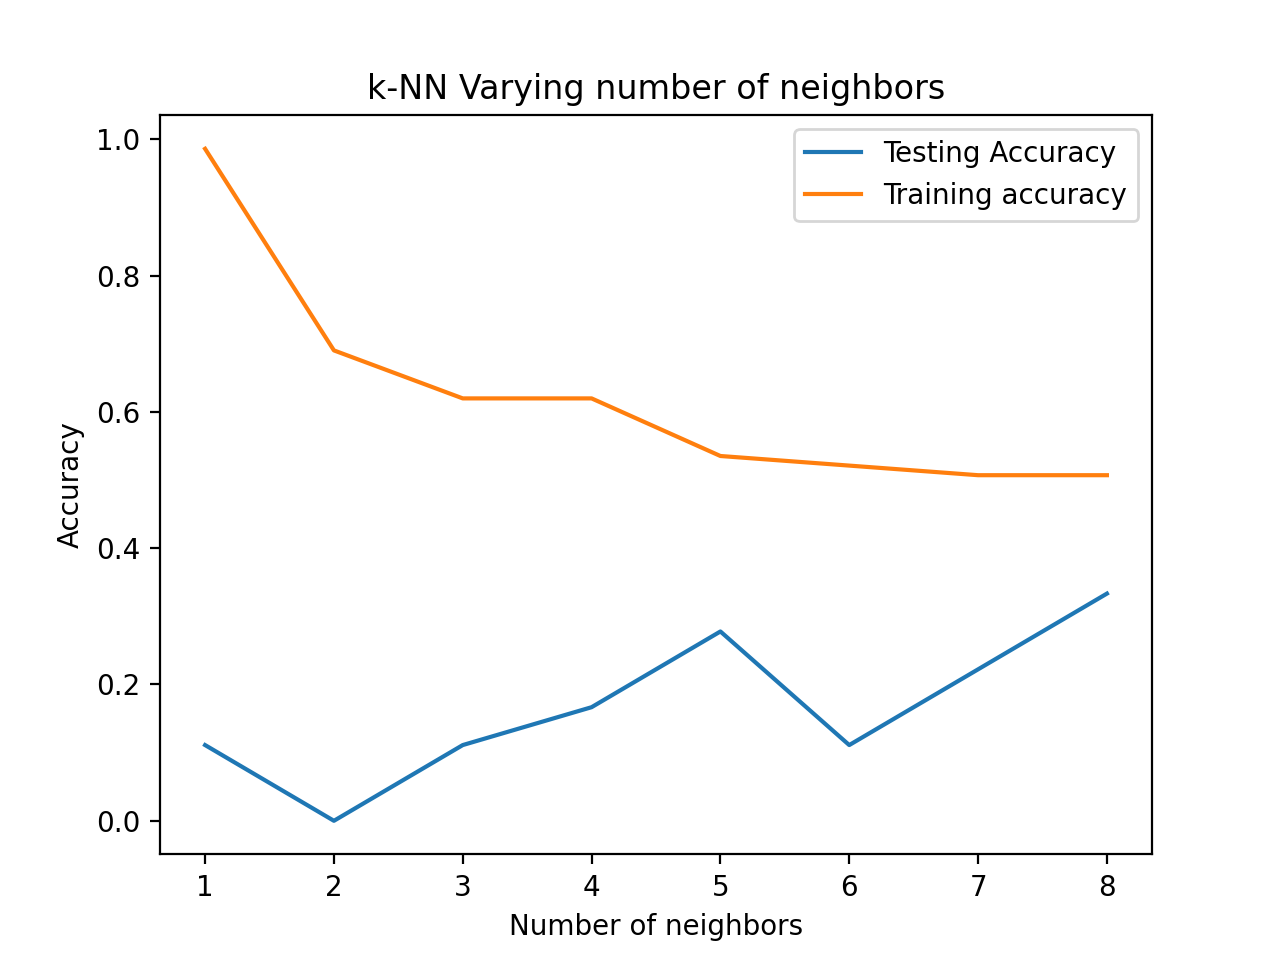 k-NN Varying number of neighbors
Testing Accuracy
Training accuracy
1.0
0.8
0.6
0.4
0.2
0.0
Accuracy
1 2 3 4 5 6 7 8
Number of neighbors